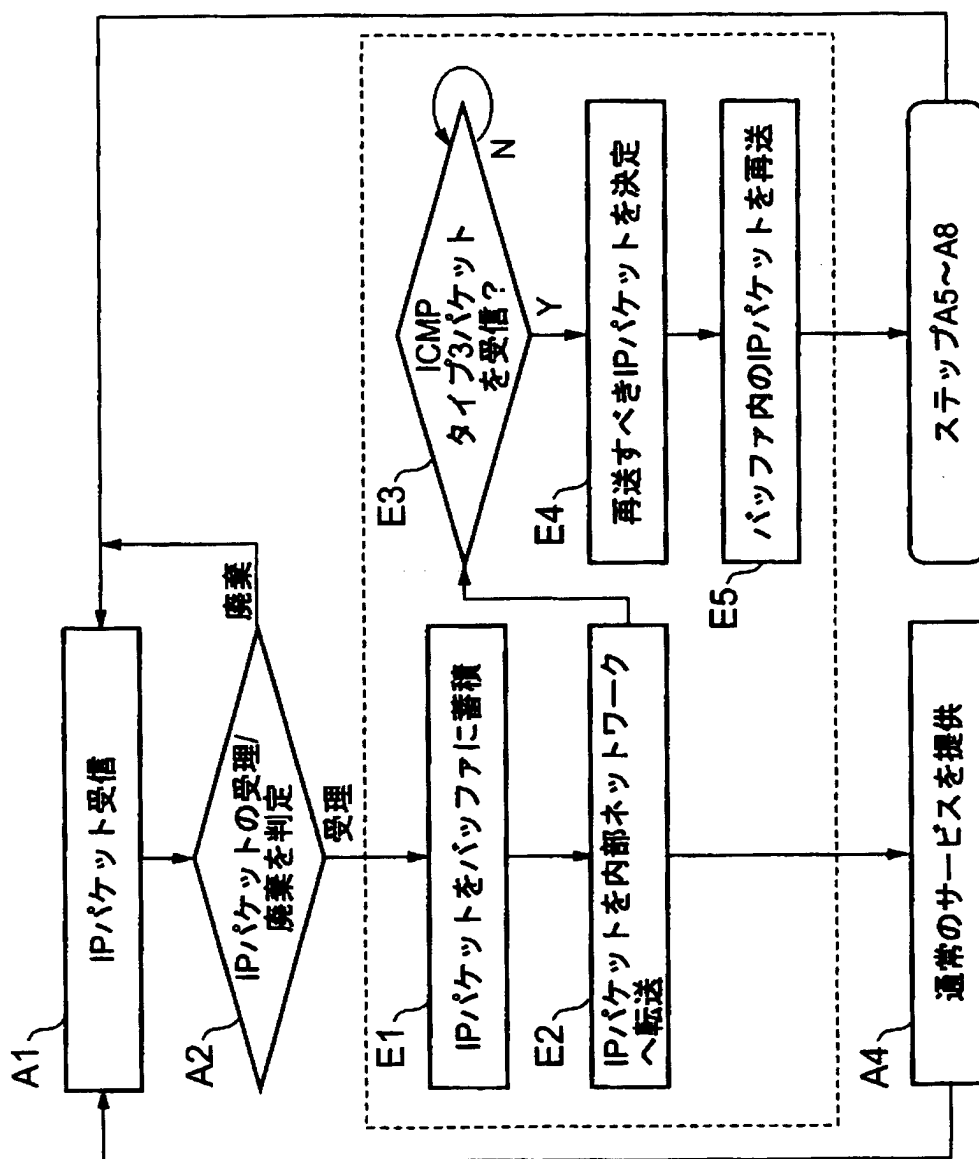 A1
IPパケット受信
A2
IPパケットの受理/
廃棄を判定
廃棄
受理
E1
IPパケットをバッファに蓄積
E2
IPパケットを内部ネットワーク
へ転送
E3
ICMP
タイプ3パケット
を受信?
N
Y
E4
再送すべきIPパケットを決定
E5
バッファ内のIPパケットを再送
A4
通常のサービスを提供
ステップA5〜A8